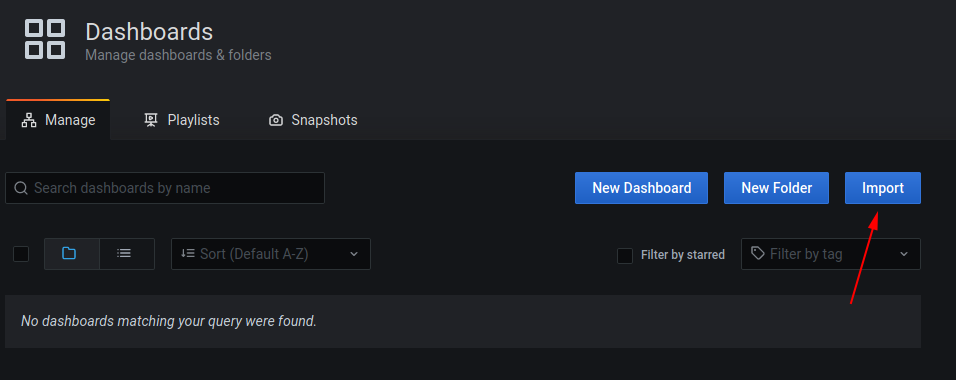 Dashboards
Manage dashboards & folders
Manage
Playlists
Snapshots
Search dashboards by name
New Dashboard
New Folder
Import
Sort (Default A-Z)
Filter by starred
Filter by tag
No dashboards matching your query were found.